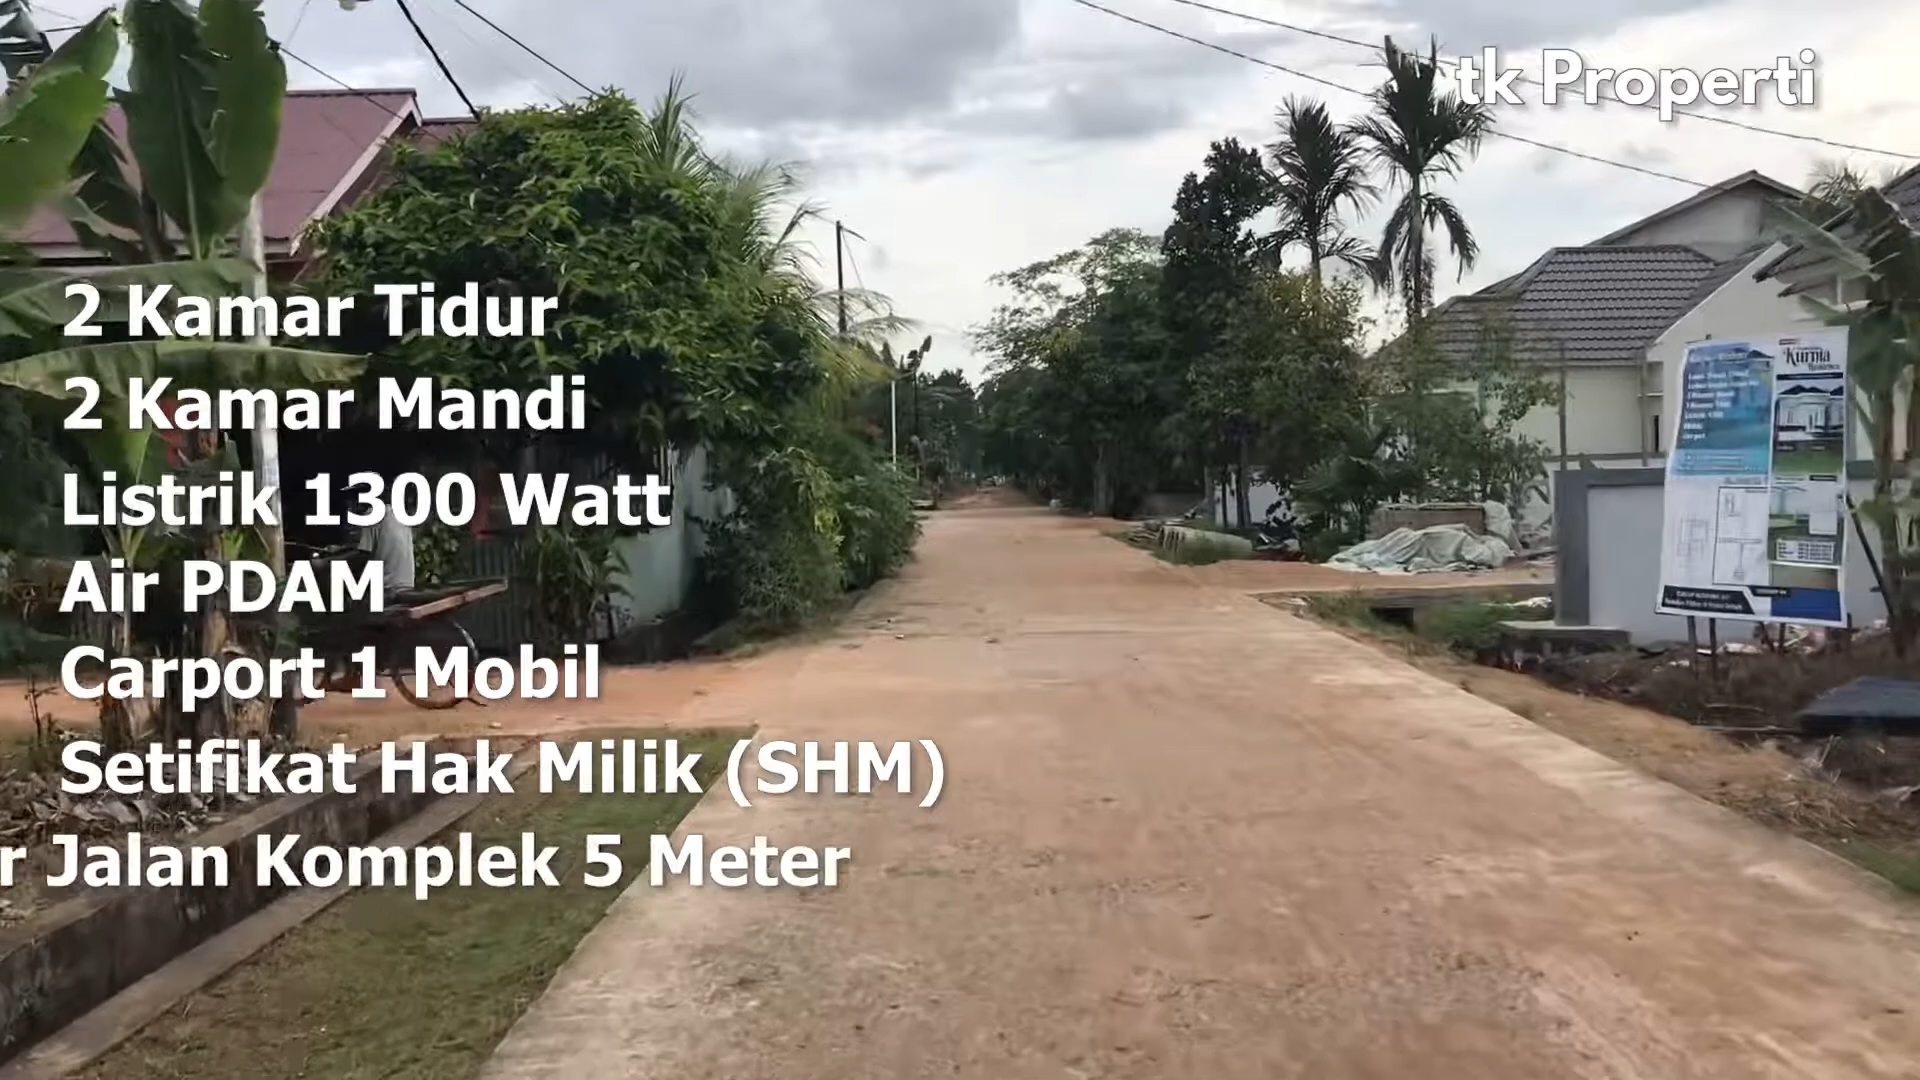 tk Properti
2 Kamar Tidur
2 Kamar Mandi
Listrik 1300 Watt
Air PDAM
Carport 1 Mobil
Setifikat Hak Milik (SHM)
r Jalan Komplek 5 Meter
Kurma